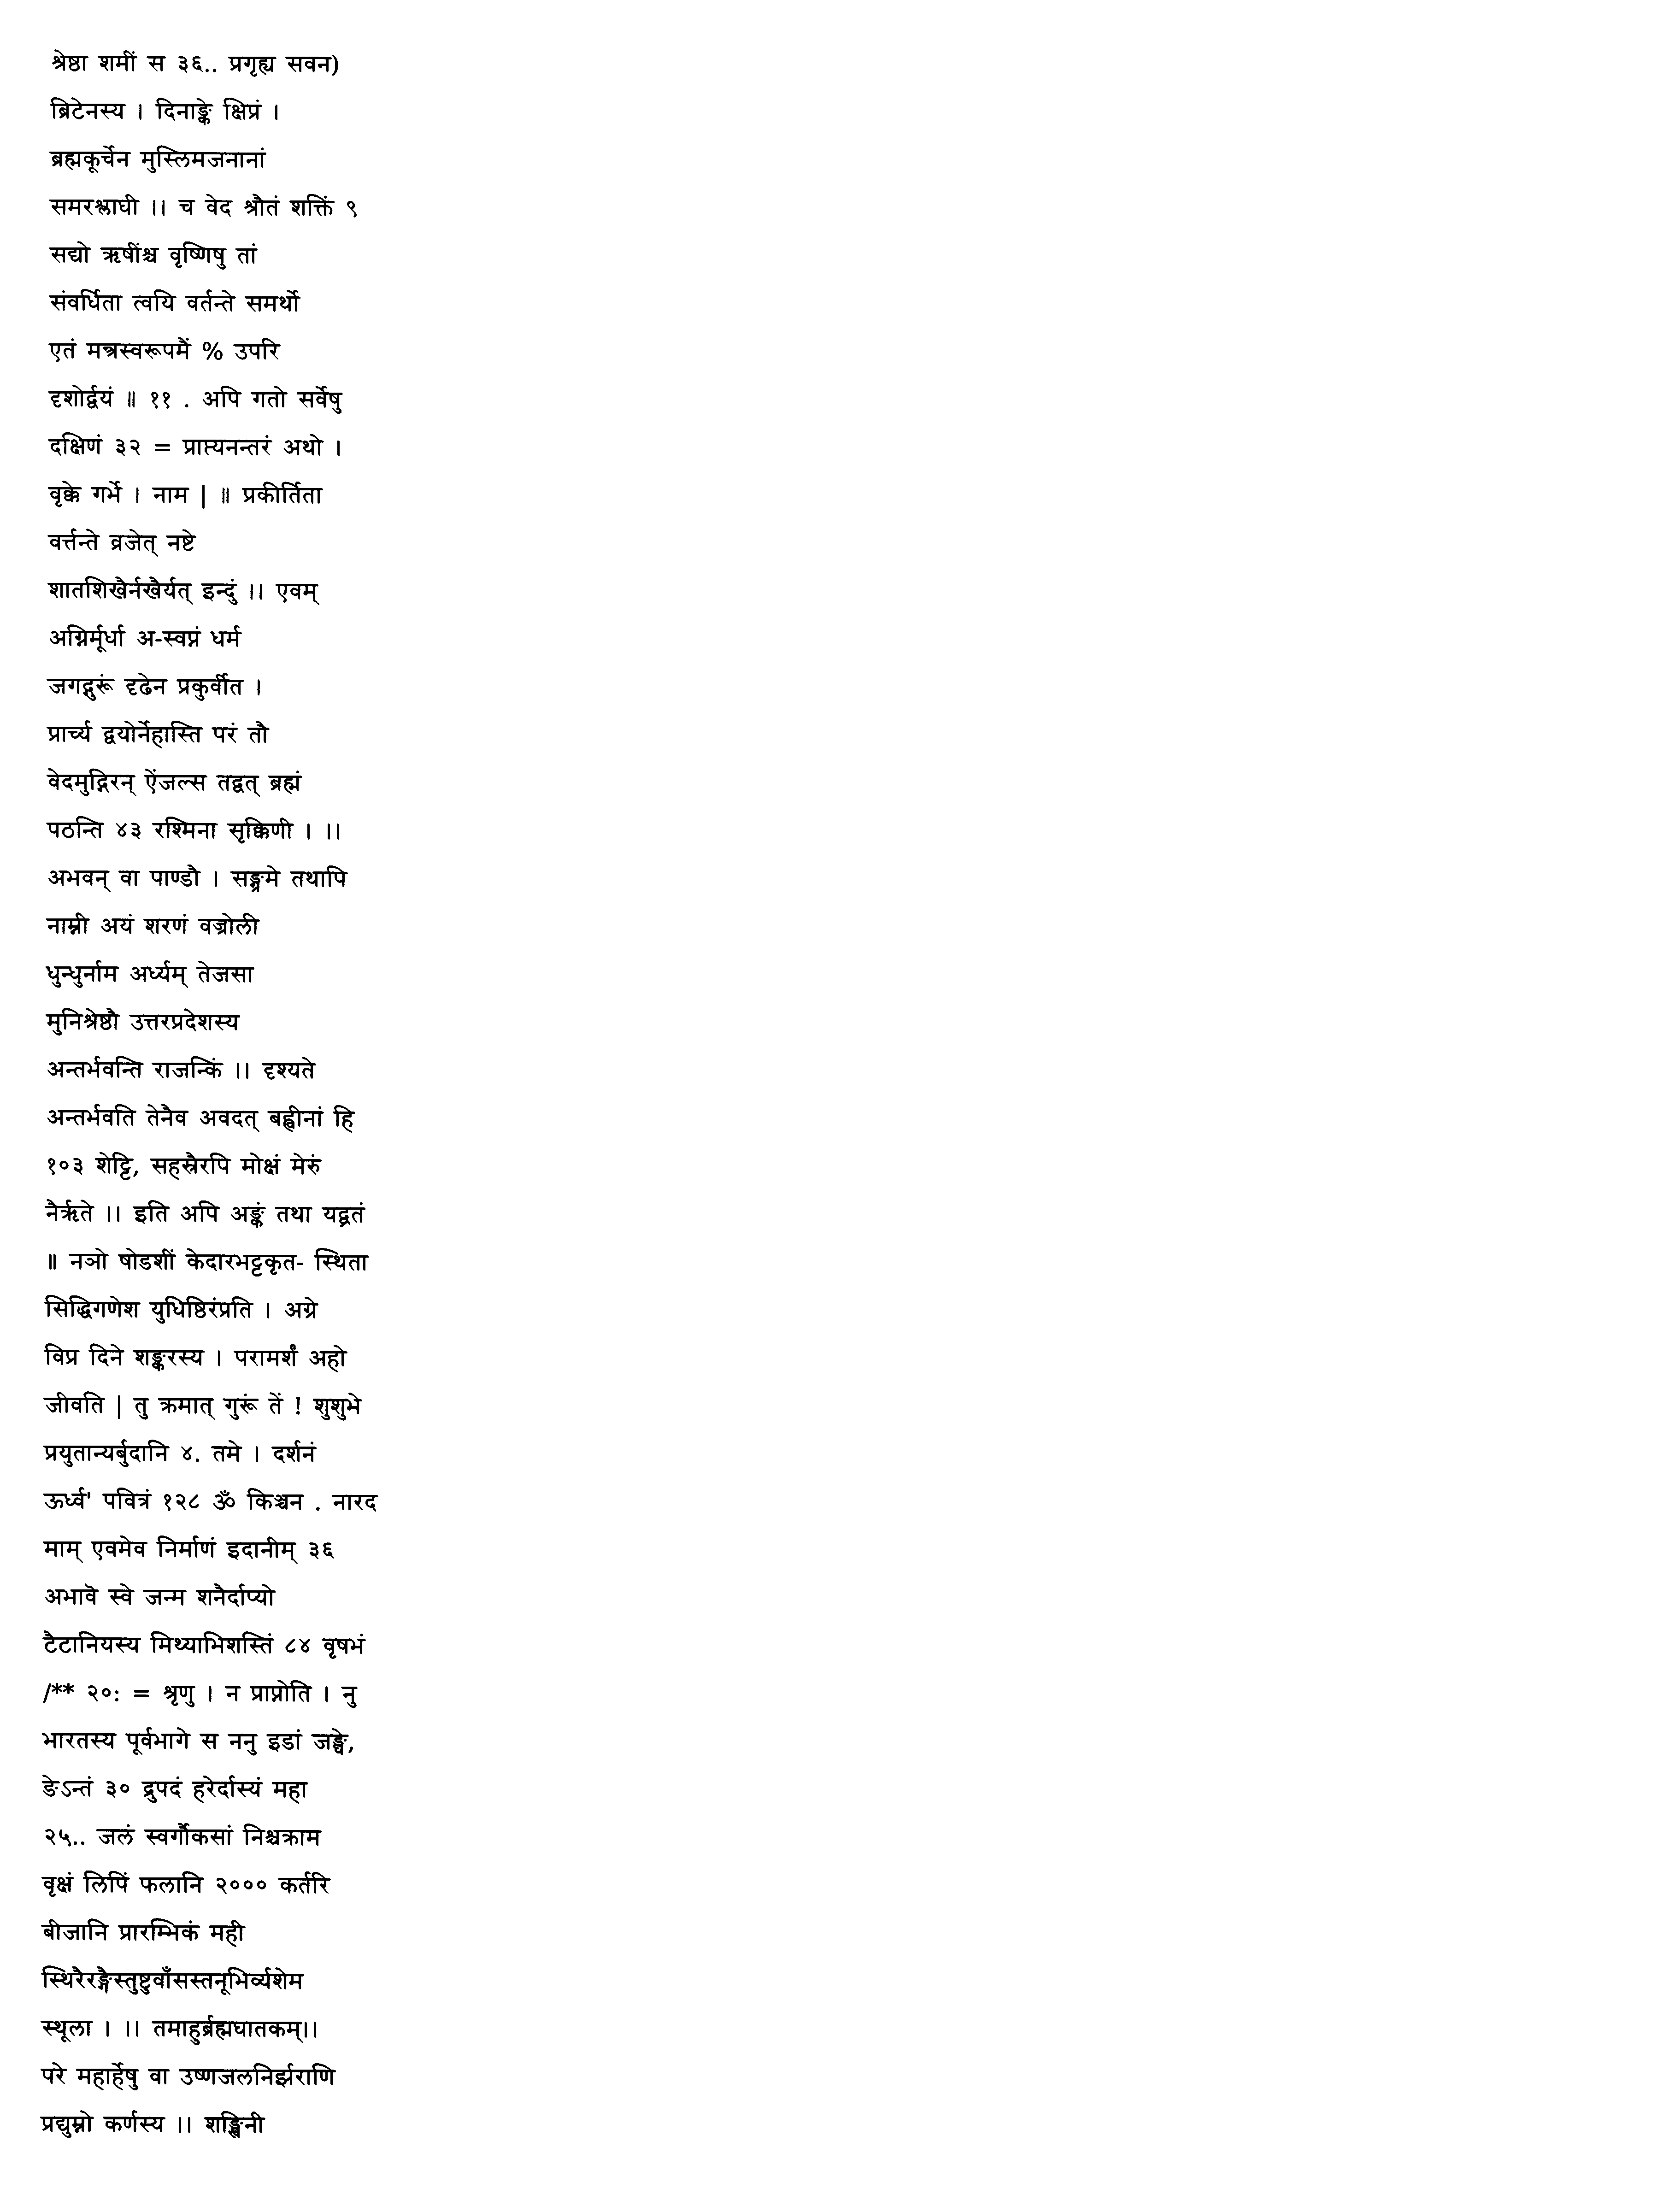 श्रेष्ठा शमीं स ३६.. प्रगृह्य सवन)
ब्रिटेनस्य । दिनाङ्के क्षिप्रं ।
ब्रह्मकूर्चेन मुस्लिमजनानां
समरश्लाघी ।। च वेद श्रौतं शक्तिं ९
सद्यो ऋषींश्च वृष्णिषु तां
संवर्धिता त्वयि वर्तन्ते समर्थो
एतं मन्त्रस्वरूपमैं % उपरि
दृशोर्द्वयं ॥ ११ . अपि गतो सर्वेषु
दक्षिणं ३२ = प्राप्त्यनन्तरं अथो ।
वृक्के गर्भे । नाम | ॥ प्रकीर्तिता
वर्त्तन्ते व्रजेत् नष्टे
शातशिखैर्नखैर्यत् इन्दुं ।। एवम्
अग्निर्मूर्धा अ-स्वप्नं धर्म
जगद्गुरूं दृढेन प्रकुर्वीत ।
प्रार्च्य द्वयोर्नेहास्ति परं तौ
वेदमुद्गिरन् ऐंजल्स तद्वत् ब्रह्मं
पठन्ति ४३ रश्मिना सृक्किणी । ।।
अभवन् वा पाण्डौ । सङ्ग्रमे तथापि
नाम्नी अयं शरणं वज्रोली
धुन्धुर्नाम अर्ध्यम् तेजसा
मुनिश्रेष्ठौ उत्तरप्रदेशस्य
अन्तर्भवन्ति राजन्किं ।। दृश्यते
अन्तर्भवति तेनैव अवदत् बह्वीनां हि
१०३ शेट्टि, सहस्रैरपि मोक्षं मेरुं
नैरृते ।। इति अपि अङ्कं तथा यद्व्रतं
॥ नञो षोडशीं केदारभट्टकृत- स्थिता
सिद्धिगणेश युधिष्ठिरंप्रति । अग्रे
विप्र दिने शङ्करस्य । परामर्शं अहो
जीवति | तु क्रमात् गुरूं तें ! शुशुभे
प्रयुतान्यर्बुदानि ४. तमे । दर्शनं
ऊर्ध्व' पवित्रं १२८ ॐ किञ्चन . नारद
माम् एवमेव निर्माणं इदानीम् ३६
अभावॆ स्वे जन्म शनैर्दाप्यो
टैटानियस्य मिथ्याभिशस्तिं ८४ वृषभं
/** २०: = श्रृणु । न प्राप्नोति । नु
भारतस्य पूर्वभागे स ननु इडां जङ्घे,
ङेऽन्तं ३० द्रुपदं हरेर्दास्यं महा
२५.. जलं स्वर्गौकसां निश्चक्राम
वृक्षं लिपिं फलानि २००० कर्तरि
बीजानि प्रारम्भिकं मही
स्थिरैरङ्गैस्तुष्टुवाँसस्तनूभिर्व्यशेम
स्थूला । ।। तमाहुर्ब्रह्मघातकम्।।
परे महार्हेषु वा उष्णजलनिर्झराणि
प्रद्युम्नो कर्णस्य ।। शङ्खिनी